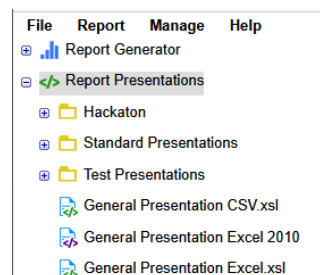 File Report Manage Help
Report Generator
Report Presentations
Hackaton
Standard Presentations
Test Presentations
General Presentation CSV.xsl
General Presentation Excel 2010
General Presentation Excel.xsl